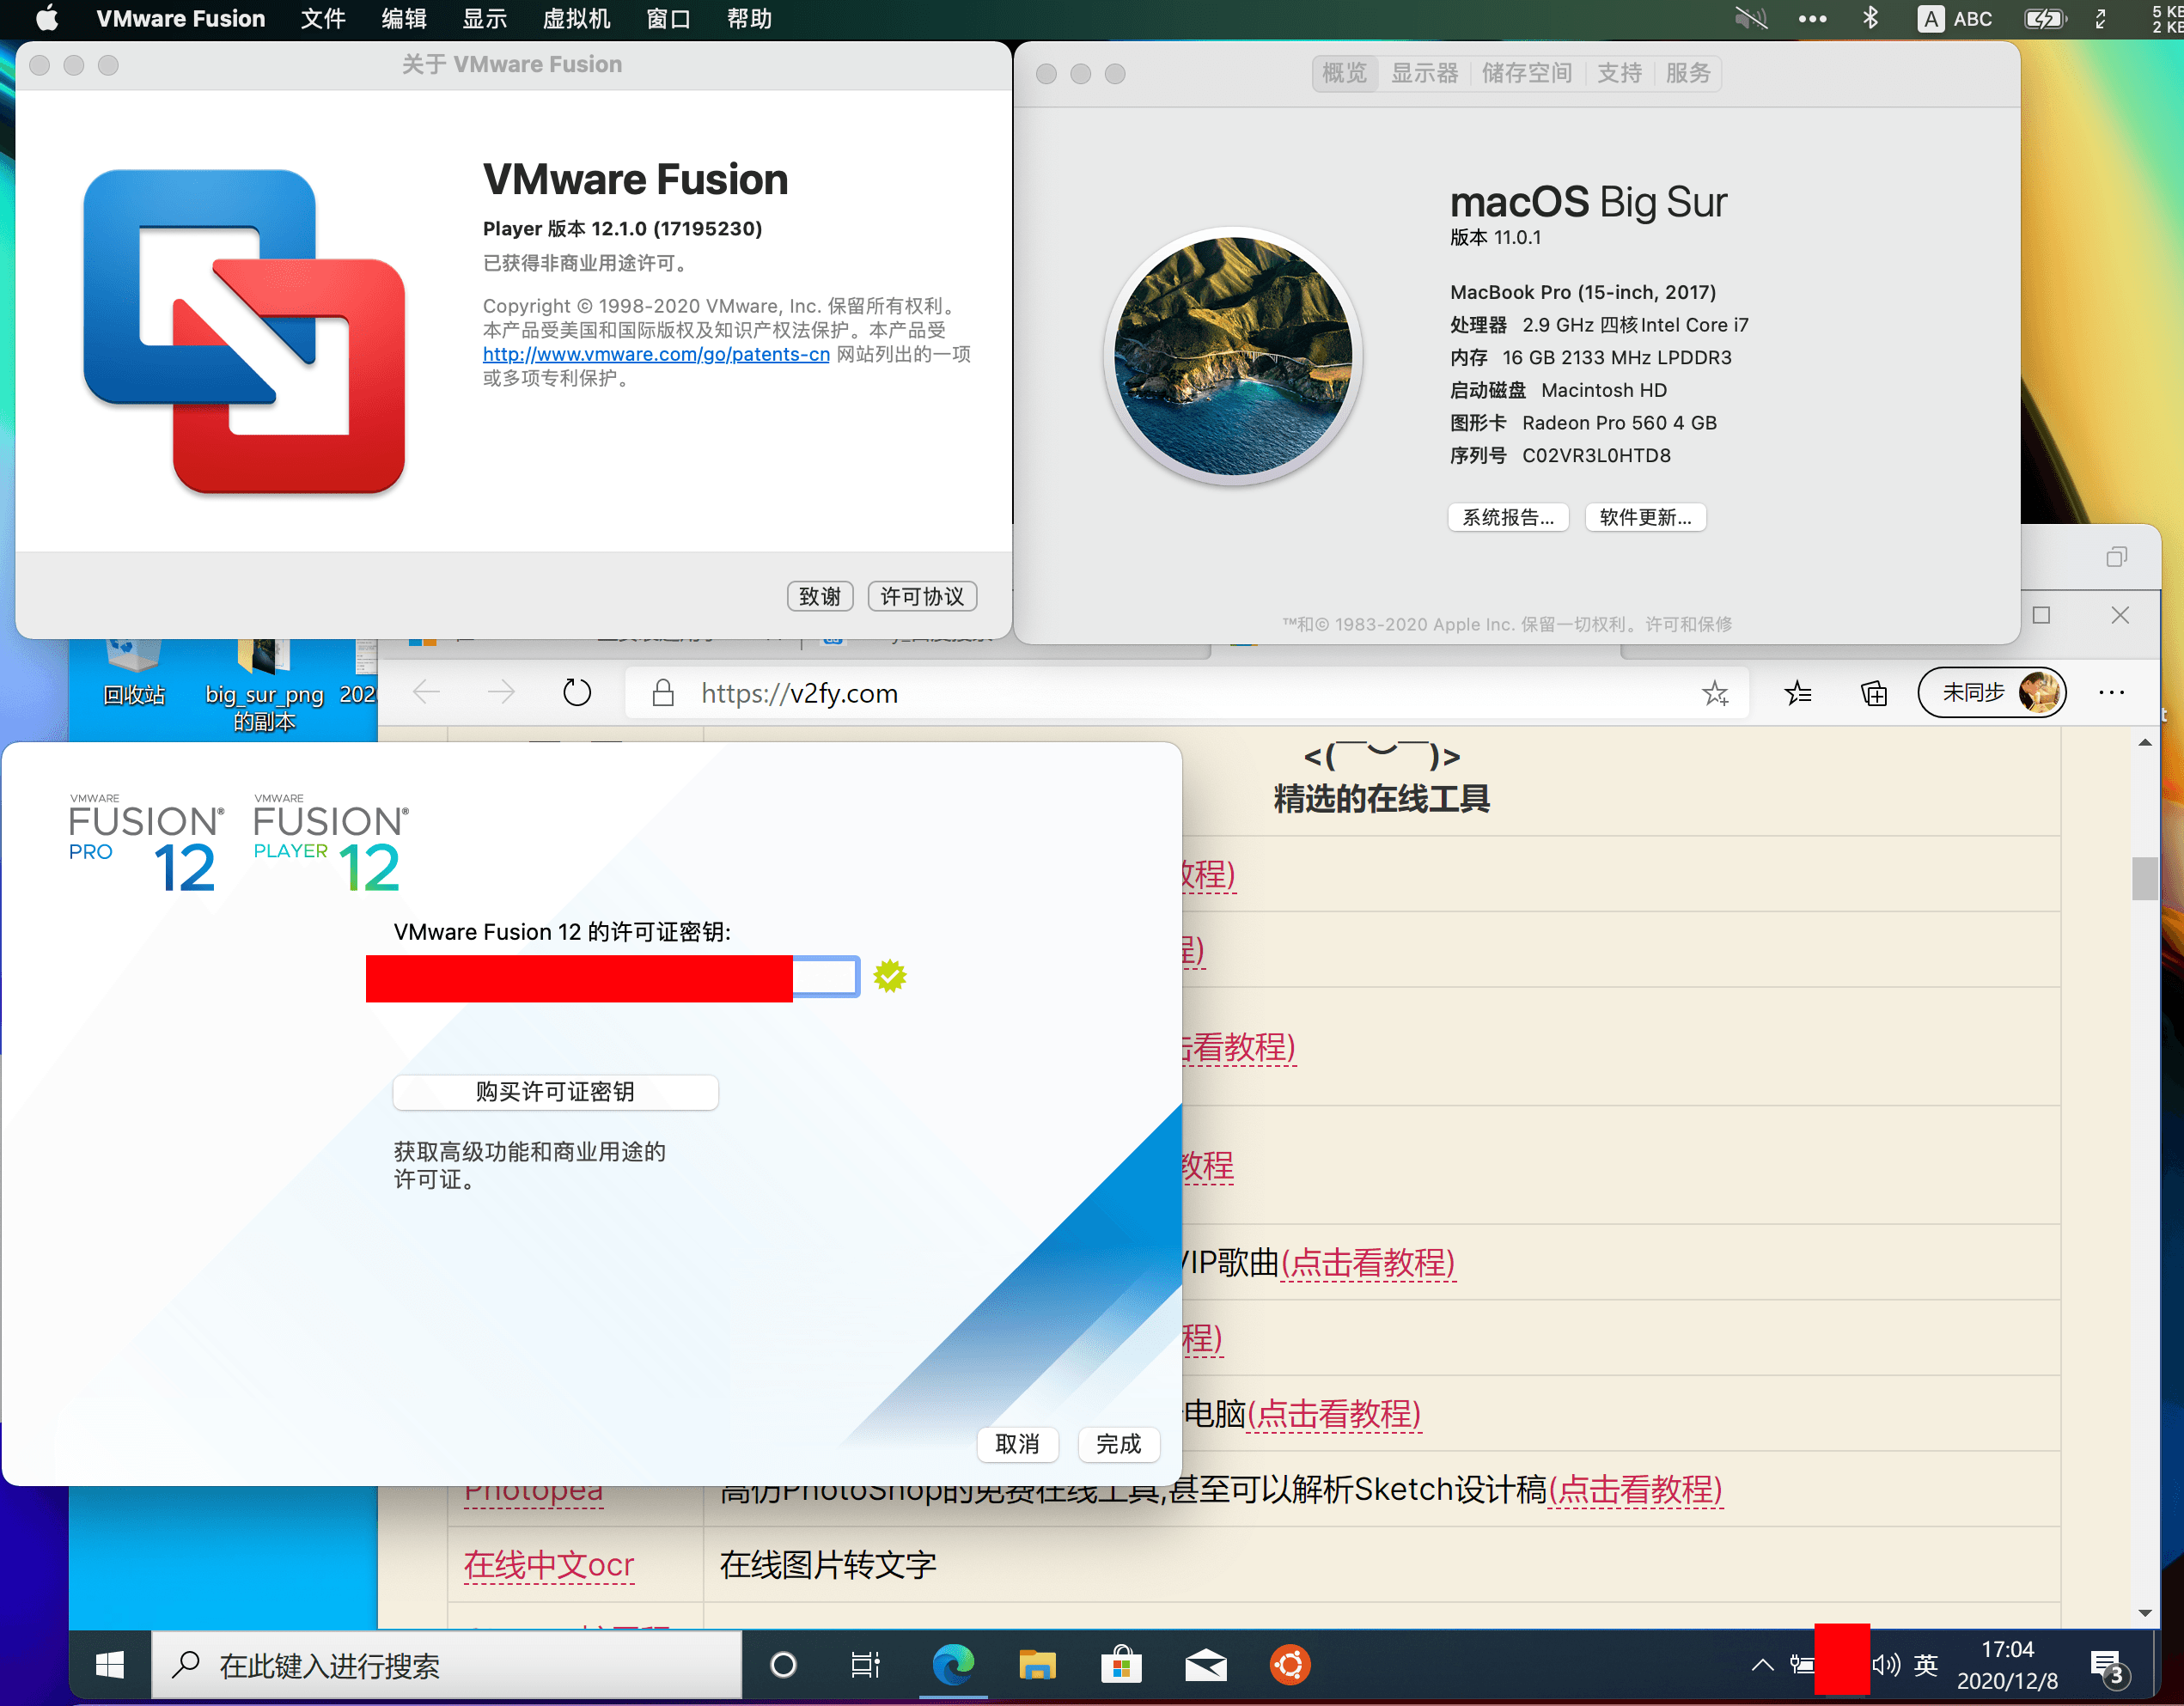 VMware Fusion 文件 编辑 显示 虚拟机 窗口 帮助
A ABC
5 KB
2 KB
关于 VMware Fusion
VMware Fusion
Player 版本 12.1.0 (17195230)
已获得非商业用途许可。
Copyright © 1998-2020 VMware, Inc. 保留所有权利。
本产品受美国和国际版权及知识产权法保护。本产品受
http://www.vmware.com/go/patents-cn 网站列出的一项
或多项专利保护。
致谢 许可协议
概览 显示器 储存空间 支持 服务
macOS Big Sur
版本 11.0.1
MacBook Pro (15-inch, 2017)
处理器 2.9 GHz 四核Intel Core i7
内存 16 GB 2133 MHz LPDDR3
启动磁盘 Macintosh HD
图形卡 Radeon Pro 560 4 GB
序列号 C02VR3L0HTD8
系统报告... 软件更新...
™和© 1983-2020 Apple Inc. 保留一切权利。许可和保修
回收站
big_sur_png
的副本
202
https://v2fy.com
未同步
<(￣︶￣)>
精选的在线工具
VMWARE
FUSION®
PRO 12
VMWARE
FUSION®
PLAYER 12
VMware Fusion 12 的许可证密钥:
购买许可证密钥
获取高级功能和商业用途的
许可证。
取消 完成
教程)
程)
击看教程)
教程
VIP歌曲(点击看教程)
程)
电脑(点击看教程)
Photopea 高仿PhotoShop的免费在线工具,甚至可以解析Sketch设计稿(点击看教程)
在线中文ocr 在线图片转文字
在此键入进行搜索
英
17:04
2020/12/8
3